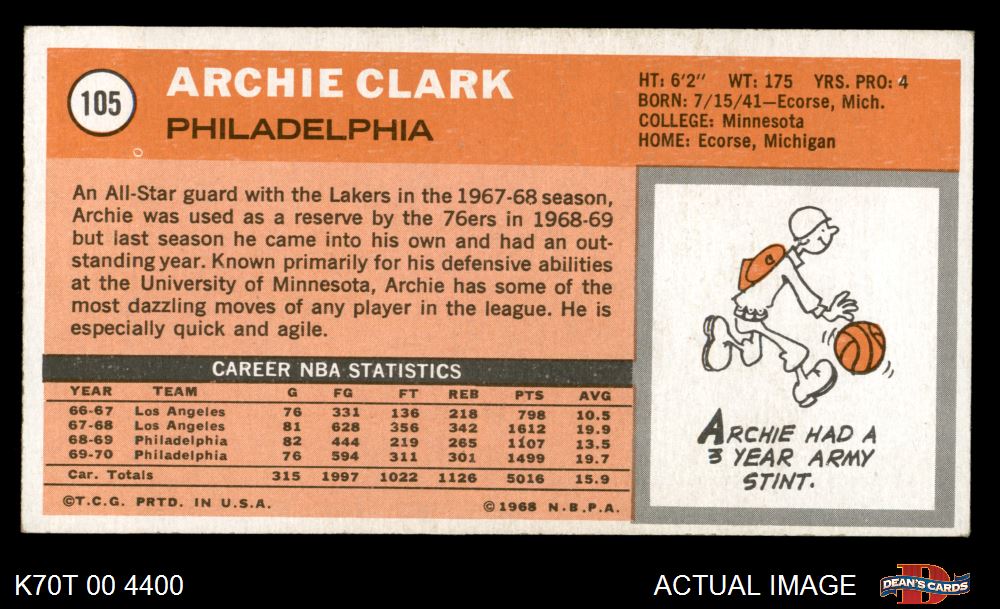 105
ARCHIE CLARK
PHILADELPHIA
HT: 6'2" WT: 175 YRS. PRO: 4
BORN: 7/15/41—Ecorse, Mich.
COLLEGE: Minnesota
HOME: Ecorse, Michigan
An All-Star guard with the Lakers in the 1967-68 season,
Archie was used as a reserve by the 76ers in 1968-69
but last season he came into his own and had an out-
standing year. Known primarily for his defensive abilities
at the University of Minnesota, Archie has some of the
most dazzling moves of any player in the league. He is
especially quick and agile.
CAREER NBA STATISTICS
YEAR TEAM G FG FT REB PTS AVG
66-67 Los Angeles 76 331 136 218 798 10.5
67-68 Los Angeles 81 628 356 342 1612 19.9
68-69 Philadelphia 82 444 219 265 1107 13.5
69-70 Philadelphia 76 594 311 301 1499 19.7
Car. Totals 315 1997 1022 1126 5016 15.9
©T.C.G. PRTD. IN U.S.A. ©1968 N.B.P.A.
ARCHIE HAD A
3 YEAR ARMY
STINT.
K70T 00 4400
ACTUAL IMAGE
D
DEAN'S CARDS